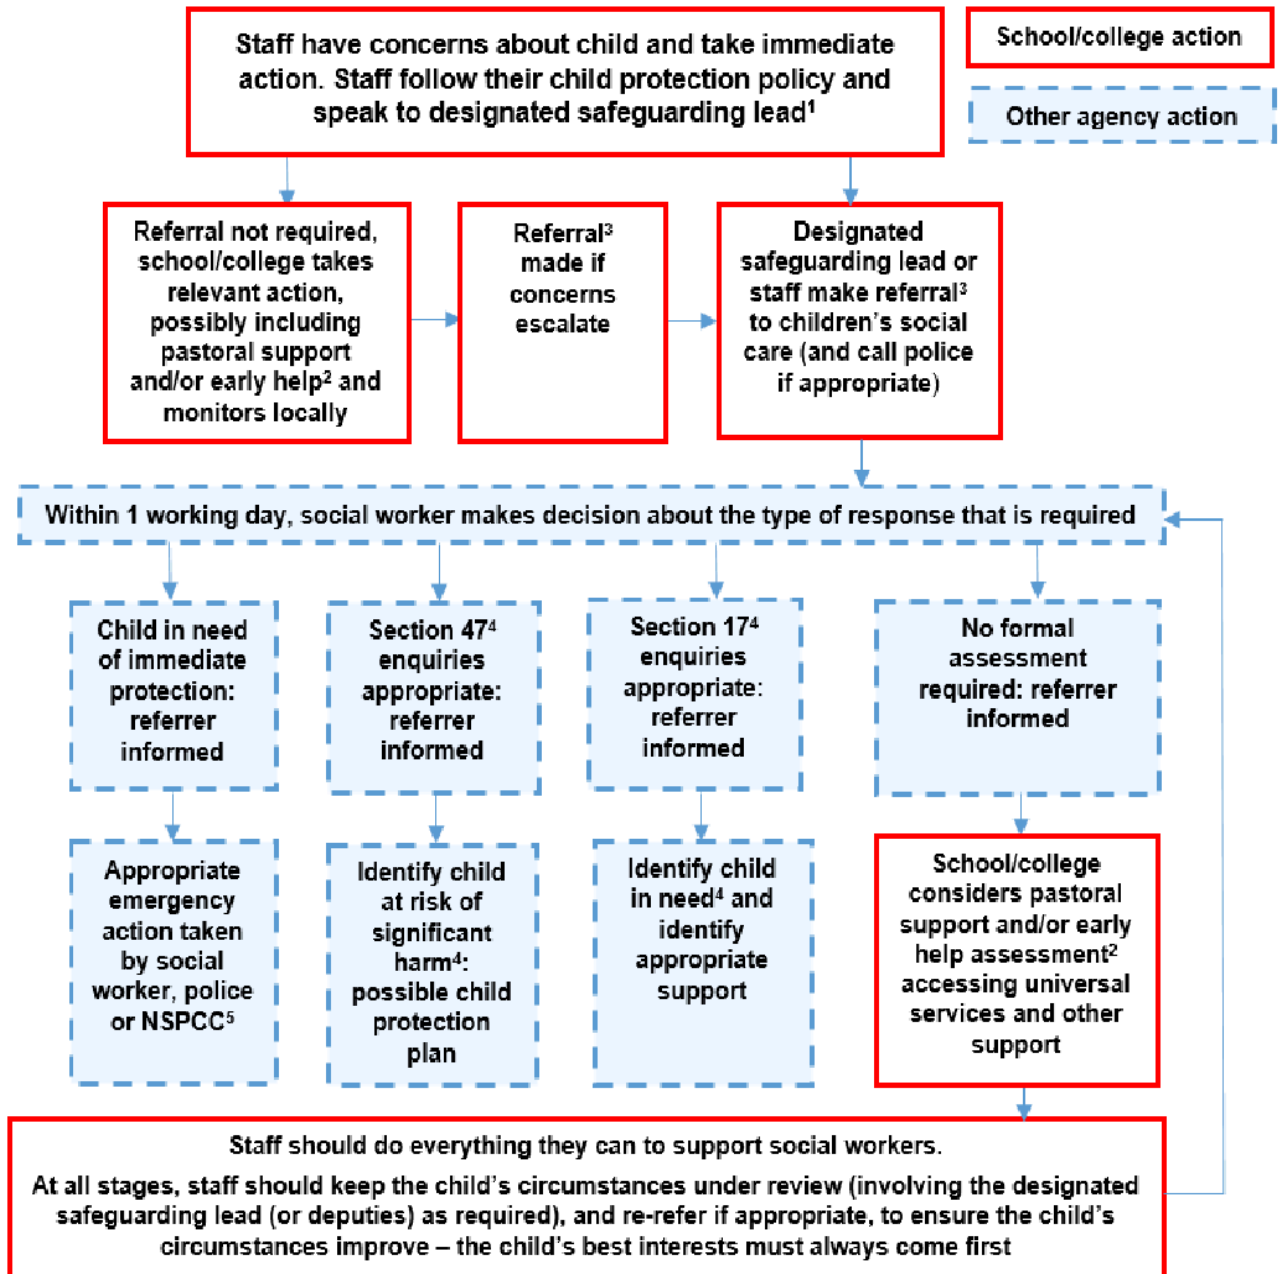 Staff have concerns about child and take immediate
action. Staff follow their child protection policy and
speak to designated safeguarding lead¹
School/college action
Other agency action
Referral not required,
school/college takes
relevant action,
possibly including
pastoral support
and/or early help² and
monitors locally
Referral³
made if
concerns
escalate
Designated
safeguarding lead or
staff make referral³
to children’s social
care (and call police
if appropriate)
Within 1 working day, social worker makes decision about the type of response that is required
Child in need
of immediate
protection:
referrer
informed
Section 47⁴
enquiries
appropriate:
referrer
informed
Section 17⁴
enquiries
appropriate:
referrer
informed
No formal
assessment
required: referrer
informed
Appropriate
emergency
action taken
by social
worker, police
or NSPCC⁵
Identify child
at risk of
significant
harm⁴:
possible child
protection
plan
Identify child
in need⁴ and
identify
appropriate
support
School/college
considers pastoral
support and/or early
help assessment²
accessing universal
services and other
support
Staff should do everything they can to support social workers.
At all stages, staff should keep the child’s circumstances under review (involving the designated
safeguarding lead (or deputies) as required), and re-refer if appropriate, to ensure the child’s
circumstances improve – the child’s best interests must always come first